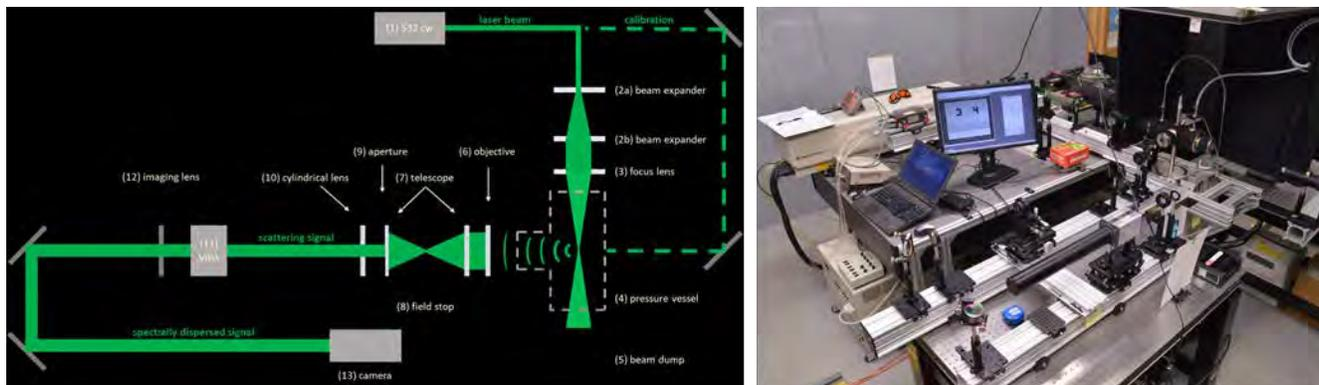 (1) 532 cw
laser beam
calibration
(2a) beam expander
(2b) beam expander
(9) aperture
(6) objective
(12) imaging lens
(10) cylindrical lens
(7) telescope
(3) focus lens
scattering signal
(8) field stop
(4) pressure vessel
spectrally dispersed signal
(5) beam dump
(13) camera
3 4